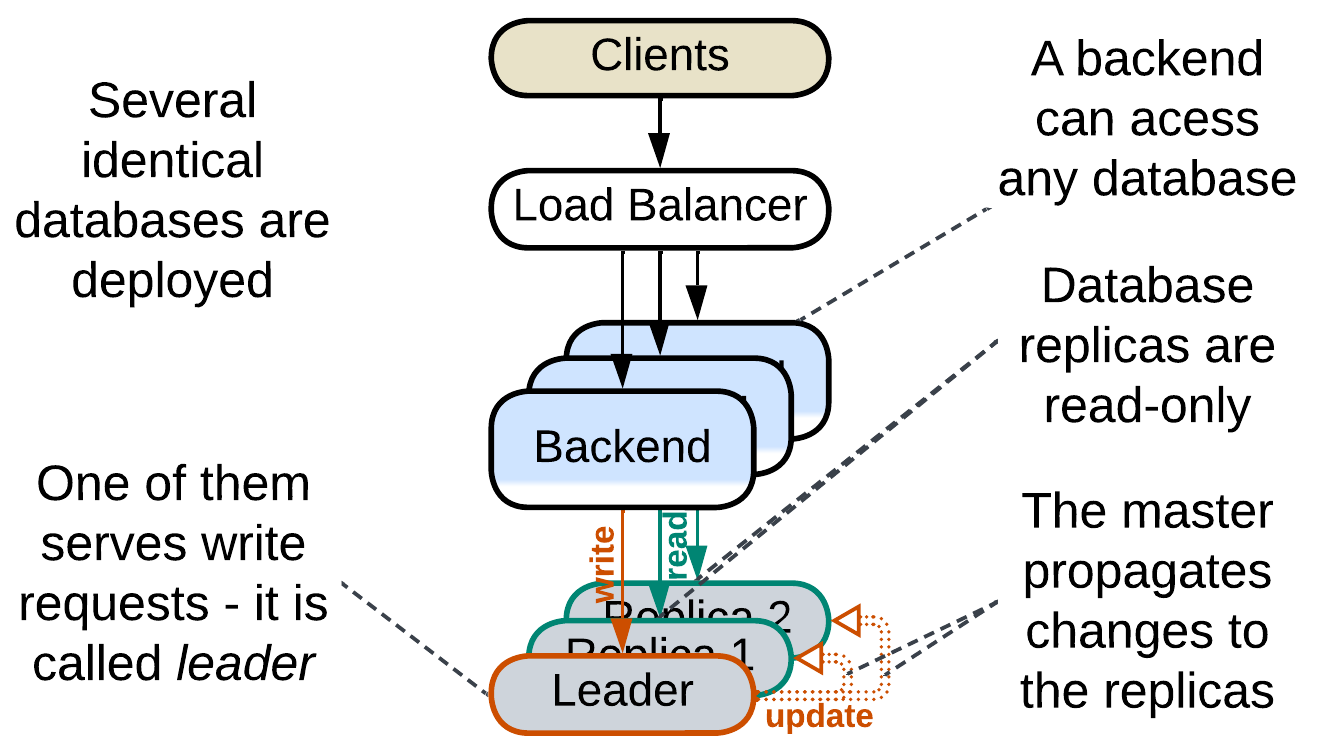 Clients
Load Balancer
Backend
write
read
Replica 2
Replica 1
Leader
update
Several
identical
databases are
deployed
One of them
serves write
requests - it is
called leader
A backend
can acess
any database
Database
replicas are
read-only
The master
propagates
changes to
the replicas